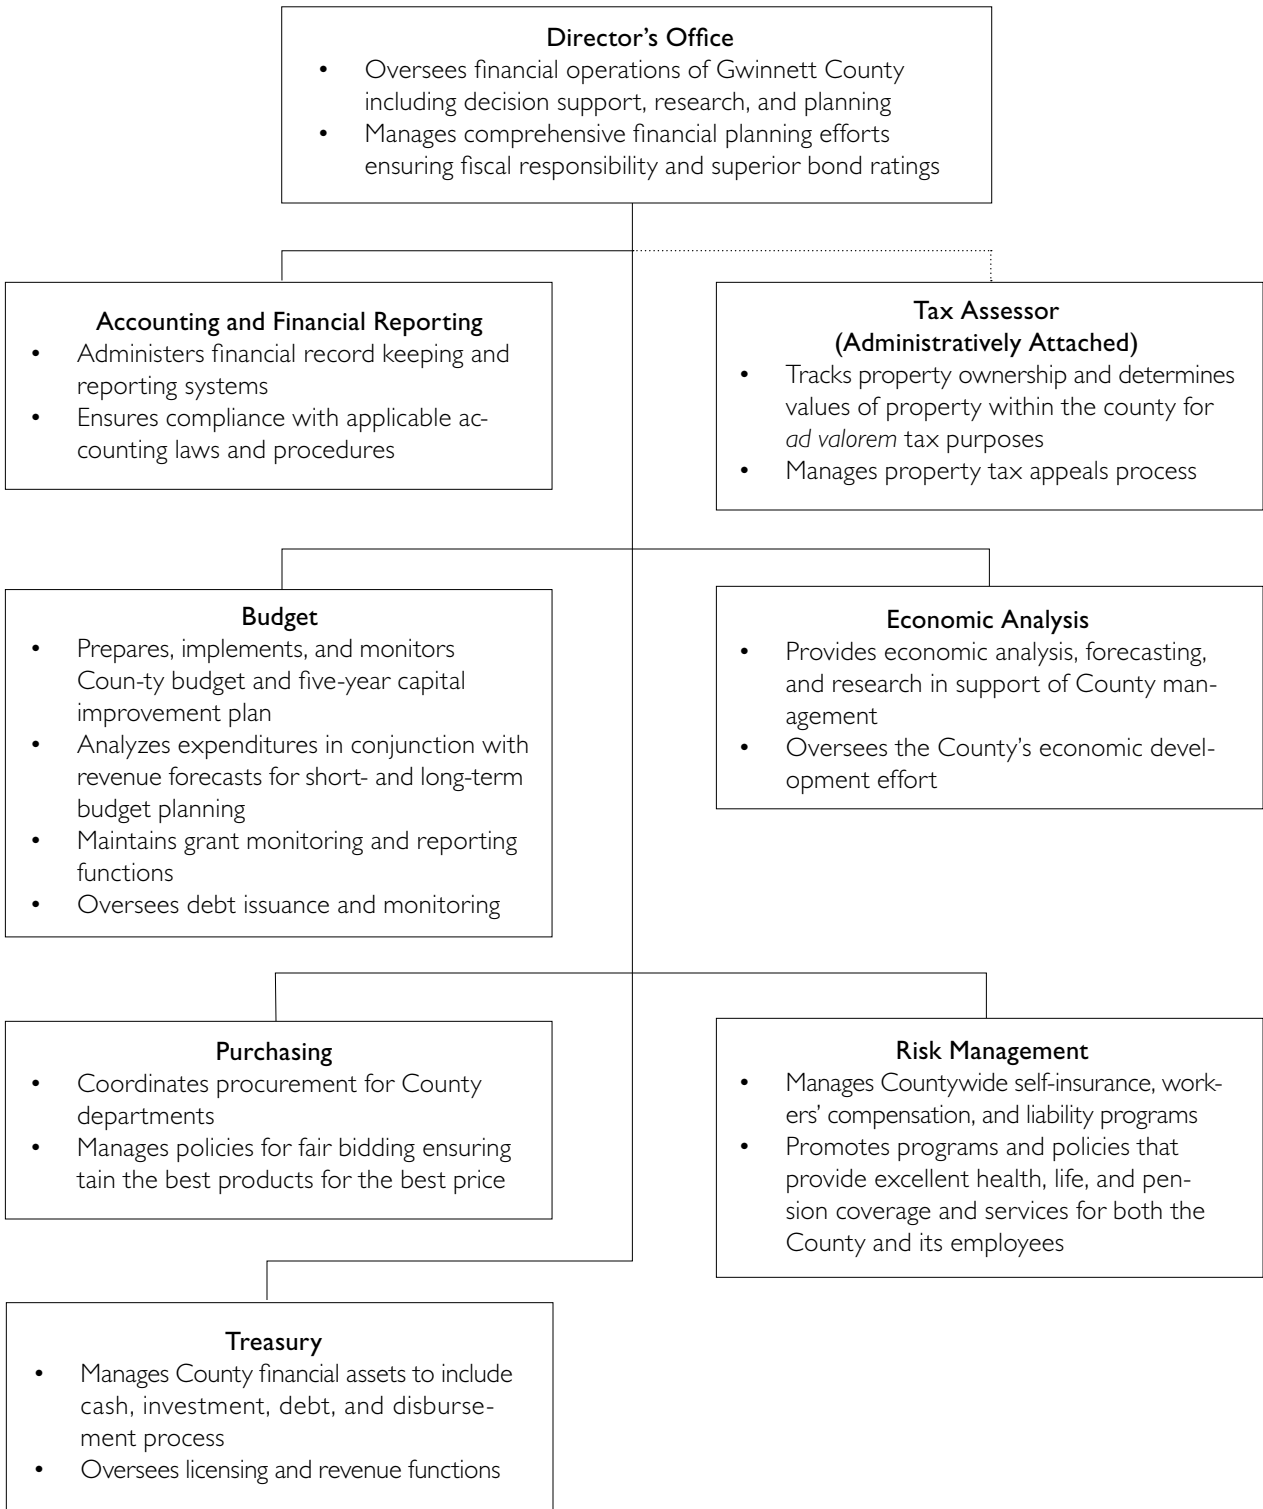 Director’s Office
• Oversees financial operations of Gwinnett County
including decision support, research, and planning
• Manages comprehensive financial planning efforts
ensuring fiscal responsibility and superior bond ratings
Accounting and Financial Reporting
• Administers financial record keeping and
reporting systems
• Ensures compliance with applicable ac-
counting laws and procedures
Tax Assessor
(Administratively Attached)
• Tracks property ownership and determines
values of property within the county for
ad valorem tax purposes
• Manages property tax appeals process
Budget
• Prepares, implements, and monitors
Coun-ty budget and five-year capital
improvement plan
• Analyzes expenditures in conjunction with
revenue forecasts for short- and long-term
budget planning
• Maintains grant monitoring and reporting
functions
• Oversees debt issuance and monitoring
Economic Analysis
• Provides economic analysis, forecasting,
and research in support of County man-
agement
• Oversees the County’s economic devel-
opment effort
Purchasing
• Coordinates procurement for County
departments
• Manages policies for fair bidding ensuring
tain the best products for the best price
Risk Management
• Manages Countywide self-insurance, work-
ers’ compensation, and liability programs
• Promotes programs and policies that
provide excellent health, life, and pen-
sion coverage and services for both the
County and its employees
Treasury
• Manages County financial assets to include
cash, investment, debt, and disburse-
ment process
• Oversees licensing and revenue functions